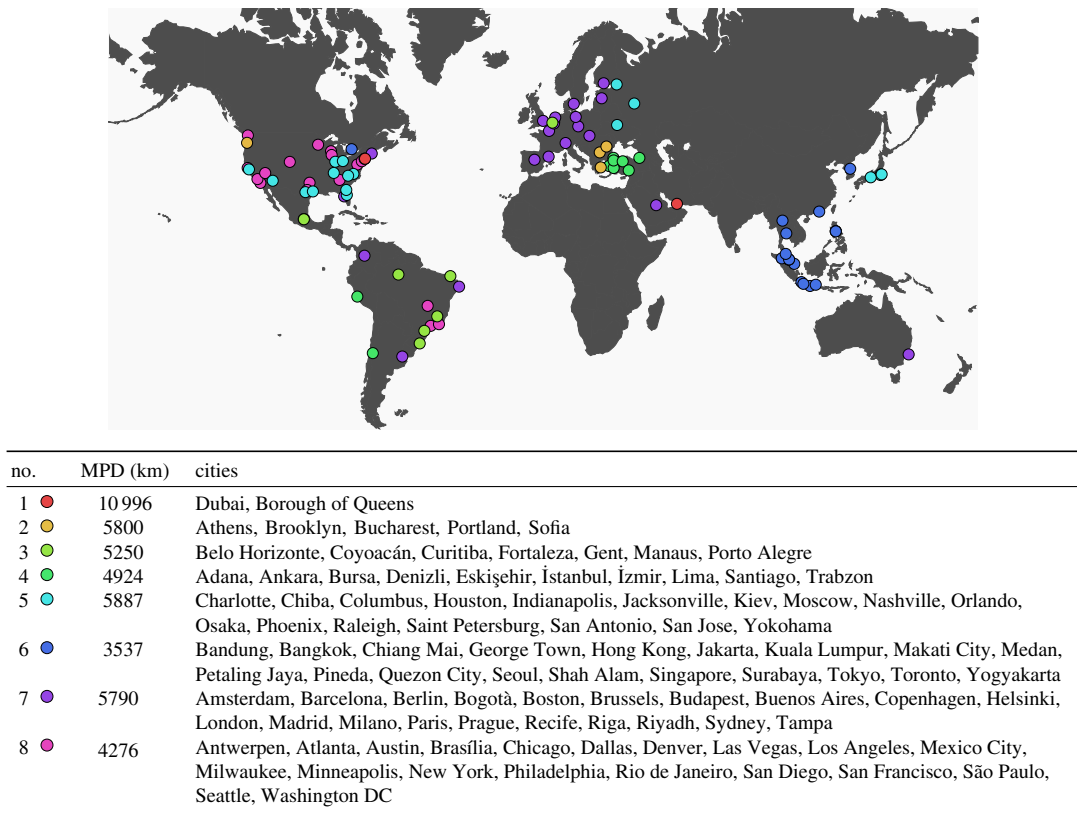 no. MPD (km) cities
1 10 996 Dubai, Borough of Queens
2 5800 Athens, Brooklyn, Bucharest, Portland, Sofia
3 5250 Belo Horizonte, Coyoacán, Curitiba, Fortaleza, Gent, Manaus, Porto Alegre
4 4924 Adana, Ankara, Bursa, Denizli, Eskişehir, İstanbul, İzmir, Lima, Santiago, Trabzon
5 5887 Charlotte, Chiba, Columbus, Houston, Indianapolis, Jacksonville, Kiev, Moscow, Nashville, Orlando,
Osaka, Phoenix, Raleigh, Saint Petersburg, San Antonio, San Jose, Yokohama
6 3537 Bandung, Bangkok, Chiang Mai, George Town, Hong Kong, Jakarta, Kuala Lumpur, Makati City, Medan,
Petaling Jaya, Pineda, Quezon City, Seoul, Shah Alam, Singapore, Surabaya, Tokyo, Toronto, Yogyakarta
7 5790 Amsterdam, Barcelona, Berlin, Bogotà, Boston, Brussels, Budapest, Buenos Aires, Copenhagen, Helsinki,
London, Madrid, Milano, Paris, Prague, Recife, Riga, Riyadh, Sydney, Tampa
8 4276 Antwerpen, Atlanta, Austin, Brasília, Chicago, Dallas, Denver, Las Vegas, Los Angeles, Mexico City,
Milwaukee, Minneapolis, New York, Philadelphia, Rio de Janeiro, San Diego, San Francisco, São Paulo,
Seattle, Washington DC